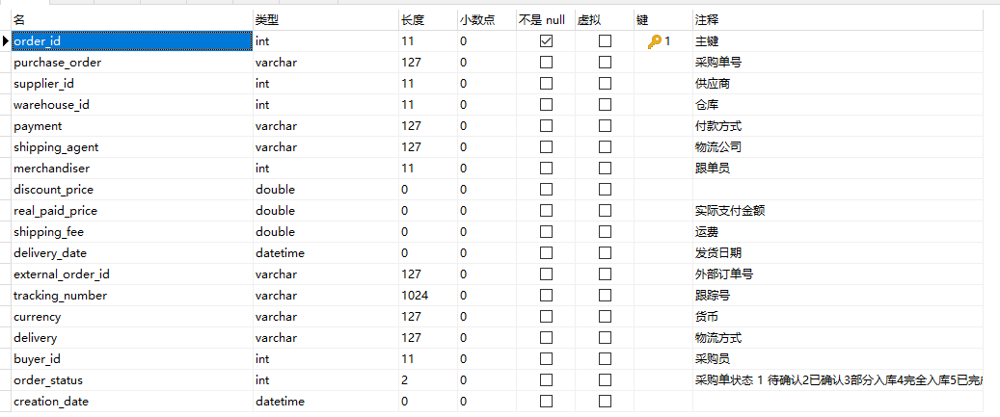 名 类型 长度 小数点 不是 null 虚拟 键 注释
order_id int 11 0 1 主键
purchase_order varchar 127 0 采购单号
supplier_id int 11 0 供应商
warehouse_id int 11 0 仓库
payment varchar 127 0 付款方式
shipping_agent varchar 127 0 物流公司
merchandiser int 11 0 跟单员
discount_price double 0 0
real_paid_price double 0 0 实际支付金额
shipping_fee double 0 0 运费
delivery_date datetime 0 0 发货日期
external_order_id varchar 127 0 外部订单号
tracking_number varchar 1024 0 跟踪号
currency varchar 127 0 货币
delivery varchar 127 0 物流方式
buyer_id int 11 0 采购员
order_status int 2 0 采购单状态 1 待确认2已确认3部分入库4完全入库5已完
creation_date datetime 0 0